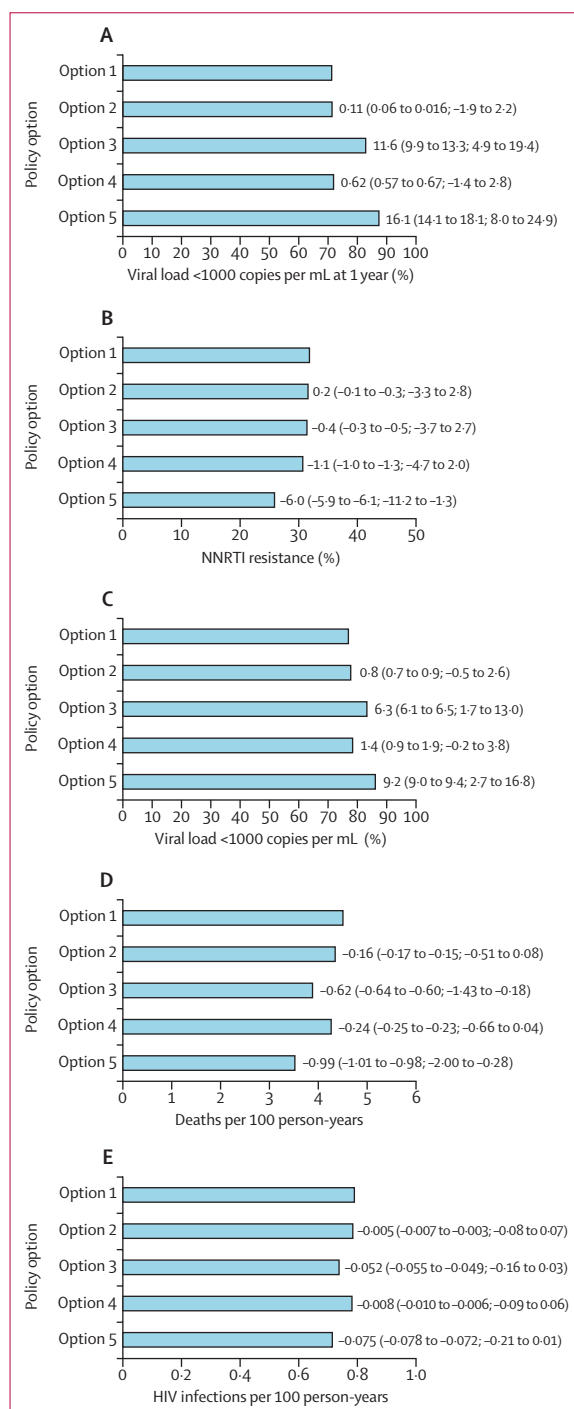 A
Option 1
Option 2
0·11 (0·06 to 0·016; –1·9 to 2·2)
Policy option
Option 3
11·6 (9·9 to 13·3; 4·9 to 19·4)
Option 4
0·62 (0·57 to 0·67; –1·4 to 2·8)
Option 5
16·1 (14·1 to 18·1; 8·0 to 24·9)
0 10 20 30 40 50 60 70 80 90 100
Viral load <1000 copies per mL at 1 year (%)
B
Option 1
Option 2
0·2 (–0·1 to –0·3; –3·3 to 2·8)
Policy option
Option 3
–0·4 (–0·3 to –0·5; –3·7 to 2·7)
Option 4
–1·1 (–1·0 to –1·3; –4·7 to 2·0)
Option 5
–6·0 (–5·9 to –6·1; –11·2 to –1·3)
0 10 20 30 40 50
NNRTI resistance (%)
C
Option 1
Option 2
0·8 (0·7 to 0·9; –0·5 to 2·6)
Policy option
Option 3
6·3 (6·1 to 6·5; 1·7 to 13·0)
Option 4
1·4 (0·9 to 1·9; –0·2 to 3·8)
Option 5
9·2 (9·0 to 9·4; 2·7 to 16·8)
0 10 20 30 40 50 60 70 80 90 100
Viral load <1000 copies per mL (%)
D
Option 1
Option 2
–0·16 (–0·17 to –0·15; –0·51 to 0·08)
Policy option
Option 3
–0·62 (–0·64 to –0·60; –1·43 to –0·18)
Option 4
–0·24 (–0·25 to –0·23; –0·66 to 0·04)
Option 5
–0·99 (–1·01 to –0·98; –2·00 to –0·28)
0 1 2 3 4 5 6
Deaths per 100 person-years
E
Option 1
Option 2
–0·005 (–0·007 to –0·003; –0·08 to 0·07)
Policy option
Option 3
–0·052 (–0·055 to –0·049; –0·16 to 0·03)
Option 4
–0·008 (–0·010 to –0·006; –0·09 to 0·06)
Option 5
–0·075 (–0·078 to –0·072; –0·21 to 0·01)
0 0·2 0·4 0·6 0·8 1·0
HIV infections per 100 person-years